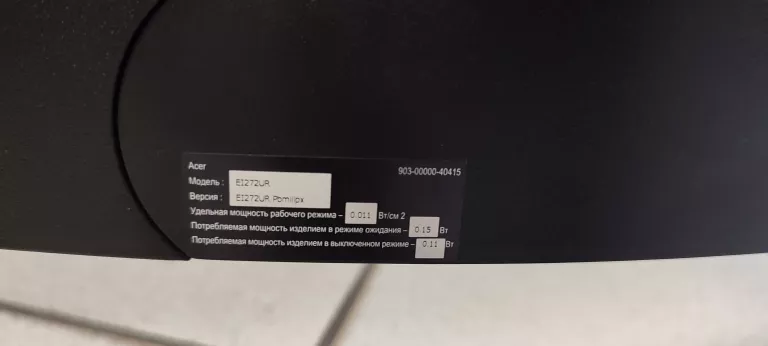 Acer 903-00000-40415
Модель : EI272UR
Версия : EI272UR Pbmiiipx
Удельная мощность рабочего режима – 0.011 Вт/см 2
Потребляемая мощность изделием в режиме ожидания – 0.15 Вт
Потребляемая мощность изделием в выключенном режиме – 0.11 Вт